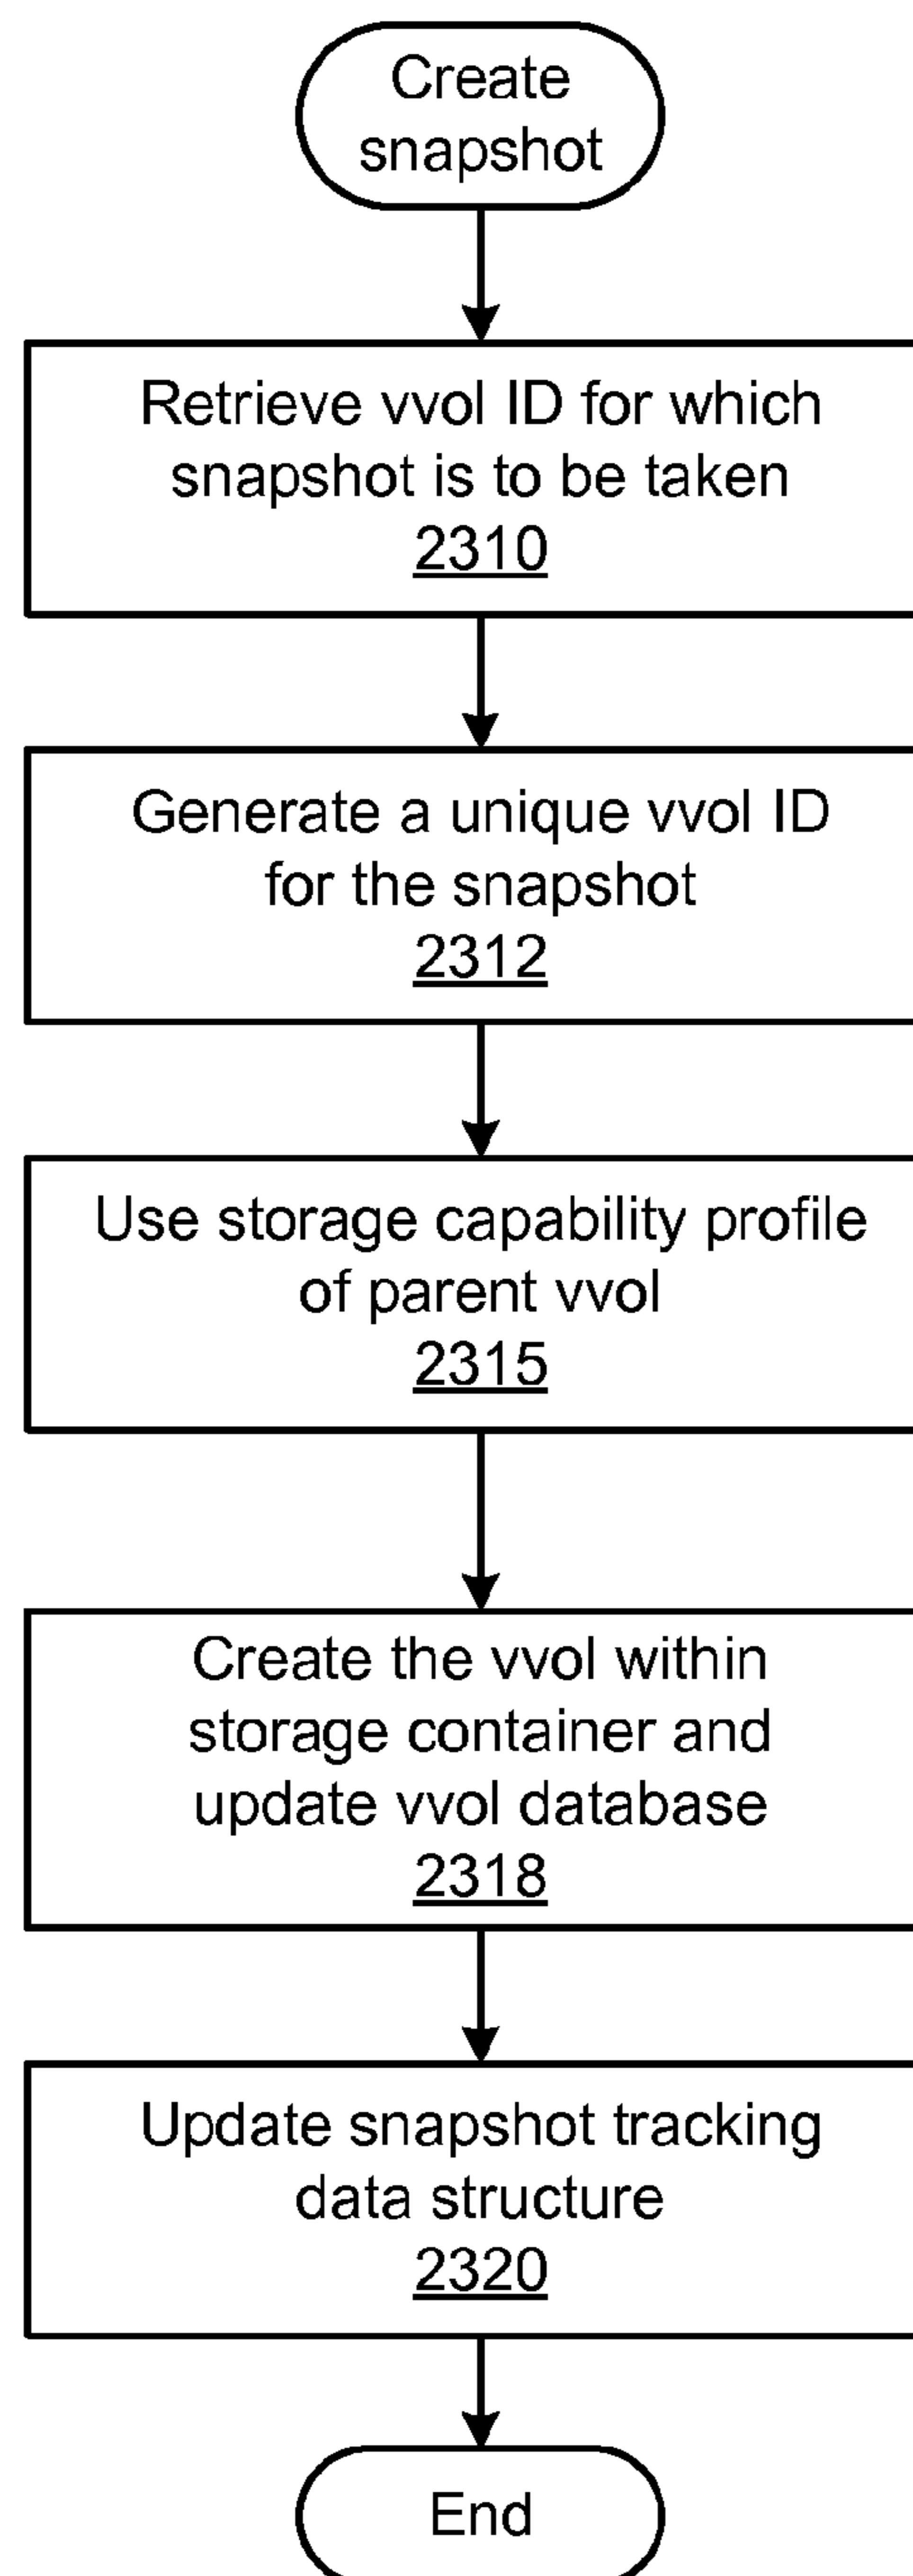 Create
snapshot
Retrieve vvol ID for which
snapshot is to be taken
2310
Generate a unique vvol ID
for the snapshot
2312
Use storage capability profile
of parent vvol
2315
Create the vvol within
storage container and
update vvol database
2318
Update snapshot tracking
data structure
2320
End